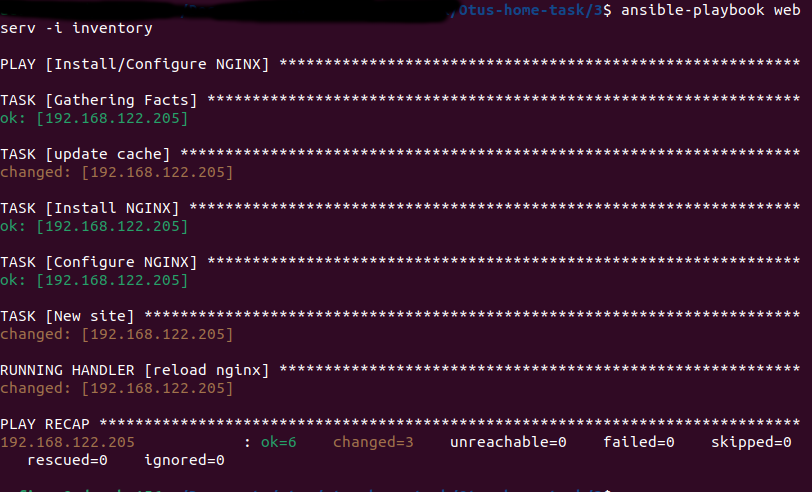 /Otus-home-task/3$ ansible-playbook web
serv -i inventory
PLAY [Install/Configure NGINX] **********************************************************
TASK [Gathering Facts] ******************************************************************
ok: [192.168.122.205]
TASK [update cache] *********************************************************************
changed: [192.168.122.205]
TASK [Install NGINX] ********************************************************************
ok: [192.168.122.205]
TASK [Configure NGINX] ******************************************************************
ok: [192.168.122.205]
TASK [New site] *************************************************************************
changed: [192.168.122.205]
RUNNING HANDLER [reload nginx] **********************************************************
changed: [192.168.122.205]
PLAY RECAP ******************************************************************************
192.168.122.205            : ok=6    changed=3    unreachable=0    failed=0    skipped=0
   rescued=0    ignored=0